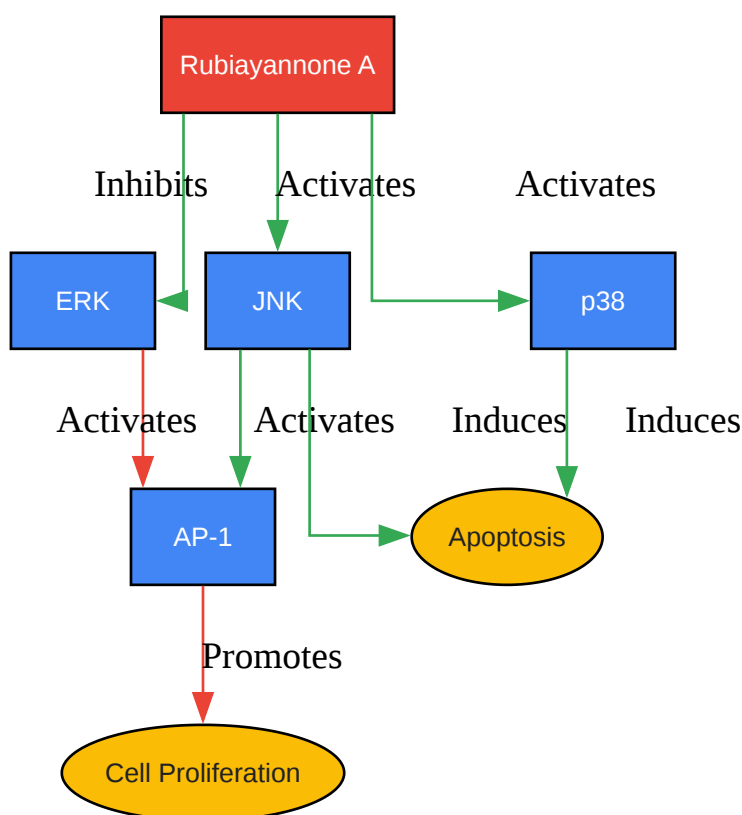 Rubiayannone A
Inhibits
Activates
Activates
ERK
JNK
p38
Activates
Activates
Induces
Induces
AP-1
Apoptosis
Promotes
Cell Proliferation